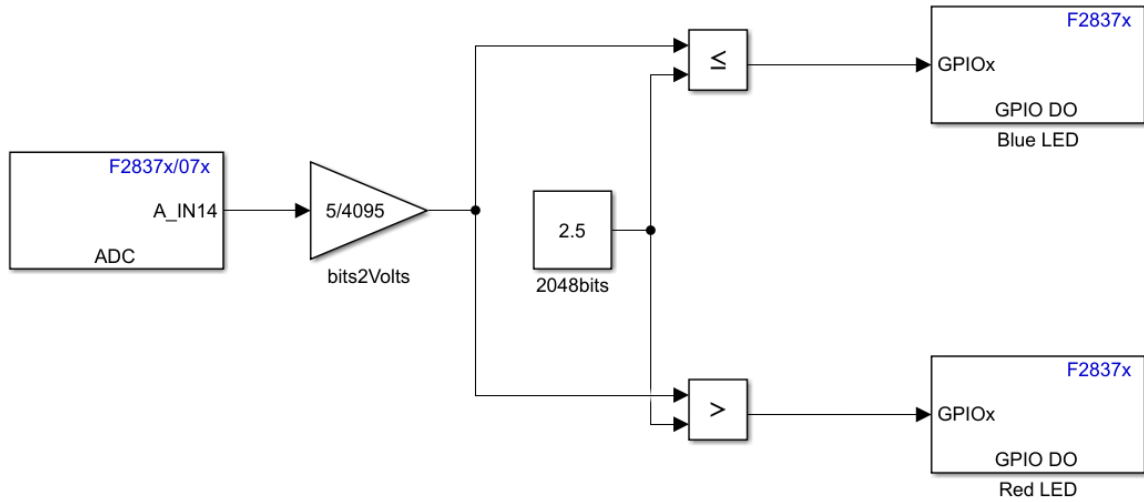 F2837x/07x
A_IN14
ADC
5/4095
bits2Volts
2.5
2048bits
≤
F2837x
GPIOx
GPIO DO
Blue LED
>
F2837x
GPIOx
GPIO DO
Red LED